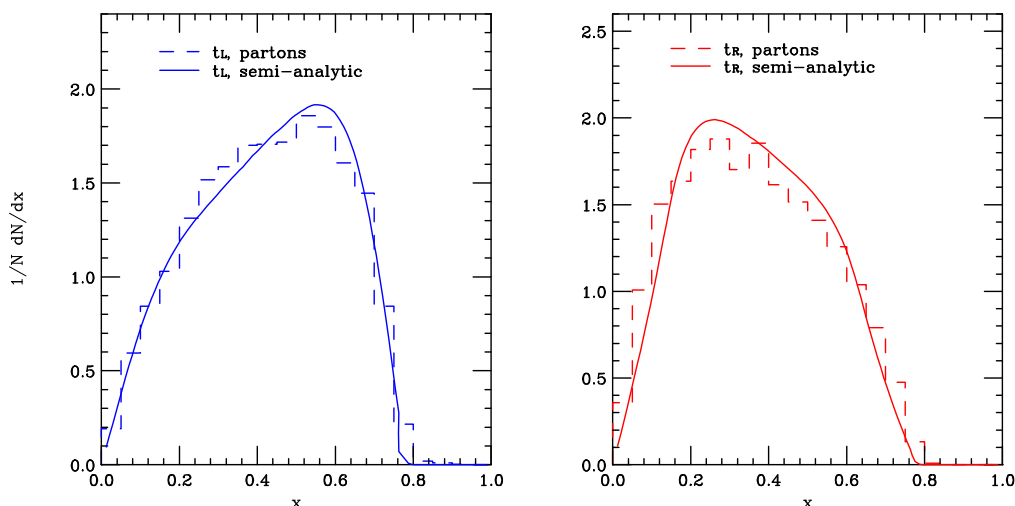 1/N dN/dx
tL, partons
tL, semi-analytic
2.0
1.5
1.0
0.5
0.0
0.0 0.2 0.4 0.6 0.8 1.0
x
tR, partons
tR, semi-analytic
2.5
2.0
1.5
1.0
0.5
0.0
0.0 0.2 0.4 0.6 0.8 1.0
x